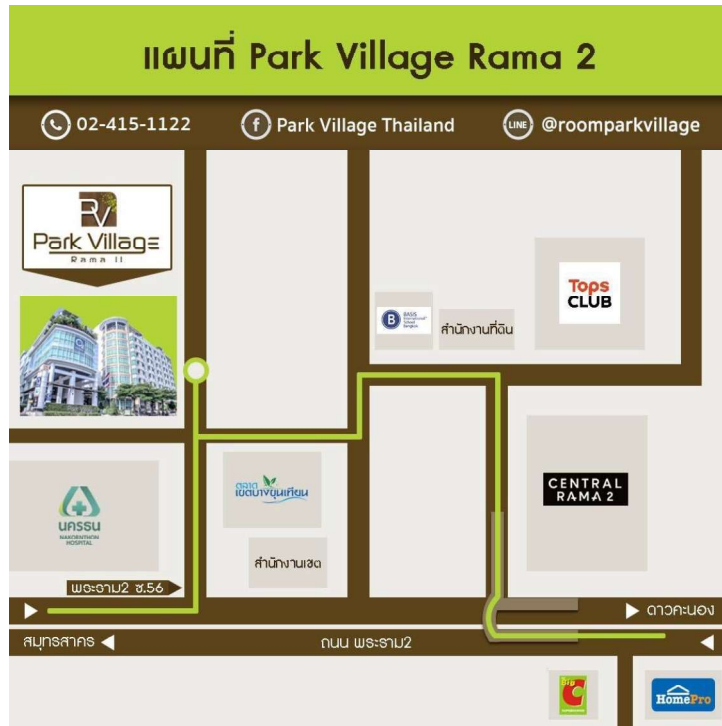 แผนที่ Park Village Rama 2
02-415-1122
f Park Village Thailand
LINE @roomparkvillage
PV
Park Village
Rama II
B BASIS
International
School
Bangkok
สำนักงานที่ดิน
Tops
CLUB
นครธน
NAKORNTHON
HOSPITAL
ตลาด
เขตบางขุนเทียน
สำนักงานเขต
CENTRAL
RAMA 2
พระราม2 ซ.56
ดาวคะนอง
สมุทรสาคร
ถนน พระราม2
Big
C
HomePro